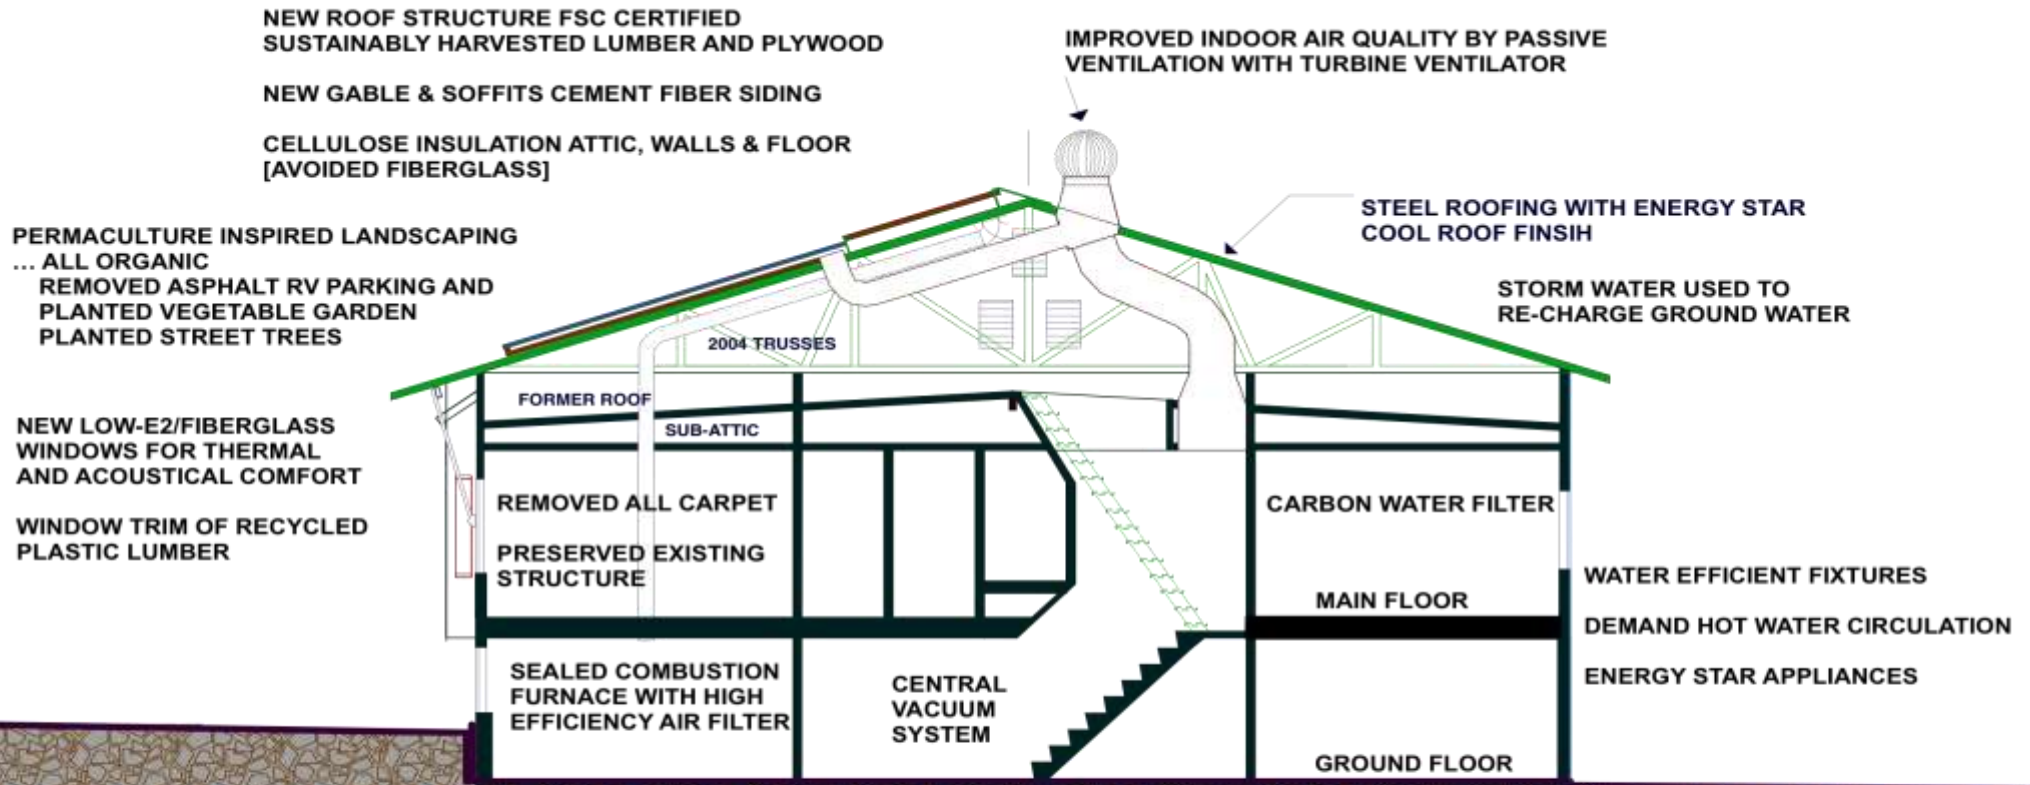 NEW ROOF STRUCTURE FSC CERTIFIED
SUSTAINABLY HARVESTED LUMBER AND PLYWOOD
NEW GABLE & SOFFITS CEMENT FIBER SIDING
CELLULOSE INSULATION ATTIC, WALLS & FLOOR
[AVOIDED FIBERGLASS]
IMPROVED INDOOR AIR QUALITY BY PASSIVE
VENTILATION WITH TURBINE VENTILATOR
STEEL ROOFING WITH ENERGY STAR
COOL ROOF FINSIH
STORM WATER USED TO
RE-CHARGE GROUND WATER
PERMACULTURE INSPIRED LANDSCAPING
... ALL ORGANIC
REMOVED ASPHALT RV PARKING AND
PLANTED VEGETABLE GARDEN
PLANTED STREET TREES
2004 TRUSSES
FORMER ROOF
SUB-ATTIC
NEW LOW-E2/FIBERGLASS
WINDOWS FOR THERMAL
AND ACOUSTICAL COMFORT
WINDOW TRIM OF RECYCLED
PLASTIC LUMBER
REMOVED ALL CARPET
PRESERVED EXISTING
STRUCTURE
CARBON WATER FILTER
MAIN FLOOR
WATER EFFICIENT FIXTURES
DEMAND HOT WATER CIRCULATION
ENERGY STAR APPLIANCES
SEALED COMBUSTION
FURNACE WITH HIGH
EFFICIENCY AIR FILTER
CENTRAL
VACUUM
SYSTEM
GROUND FLOOR